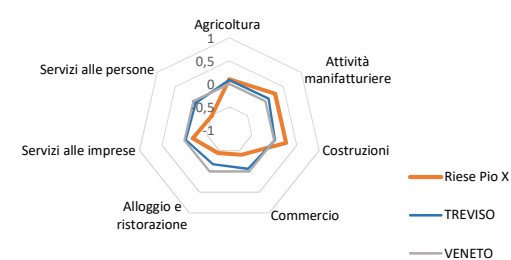 Agricoltura
1
0,5
0
-0,5
-1
Attività
manifatturiere
Costruzioni
Commercio
Alloggio e
ristorazione
Servizi alle imprese
Servizi alle persone
Riese Pio X
TREVISO
VENETO